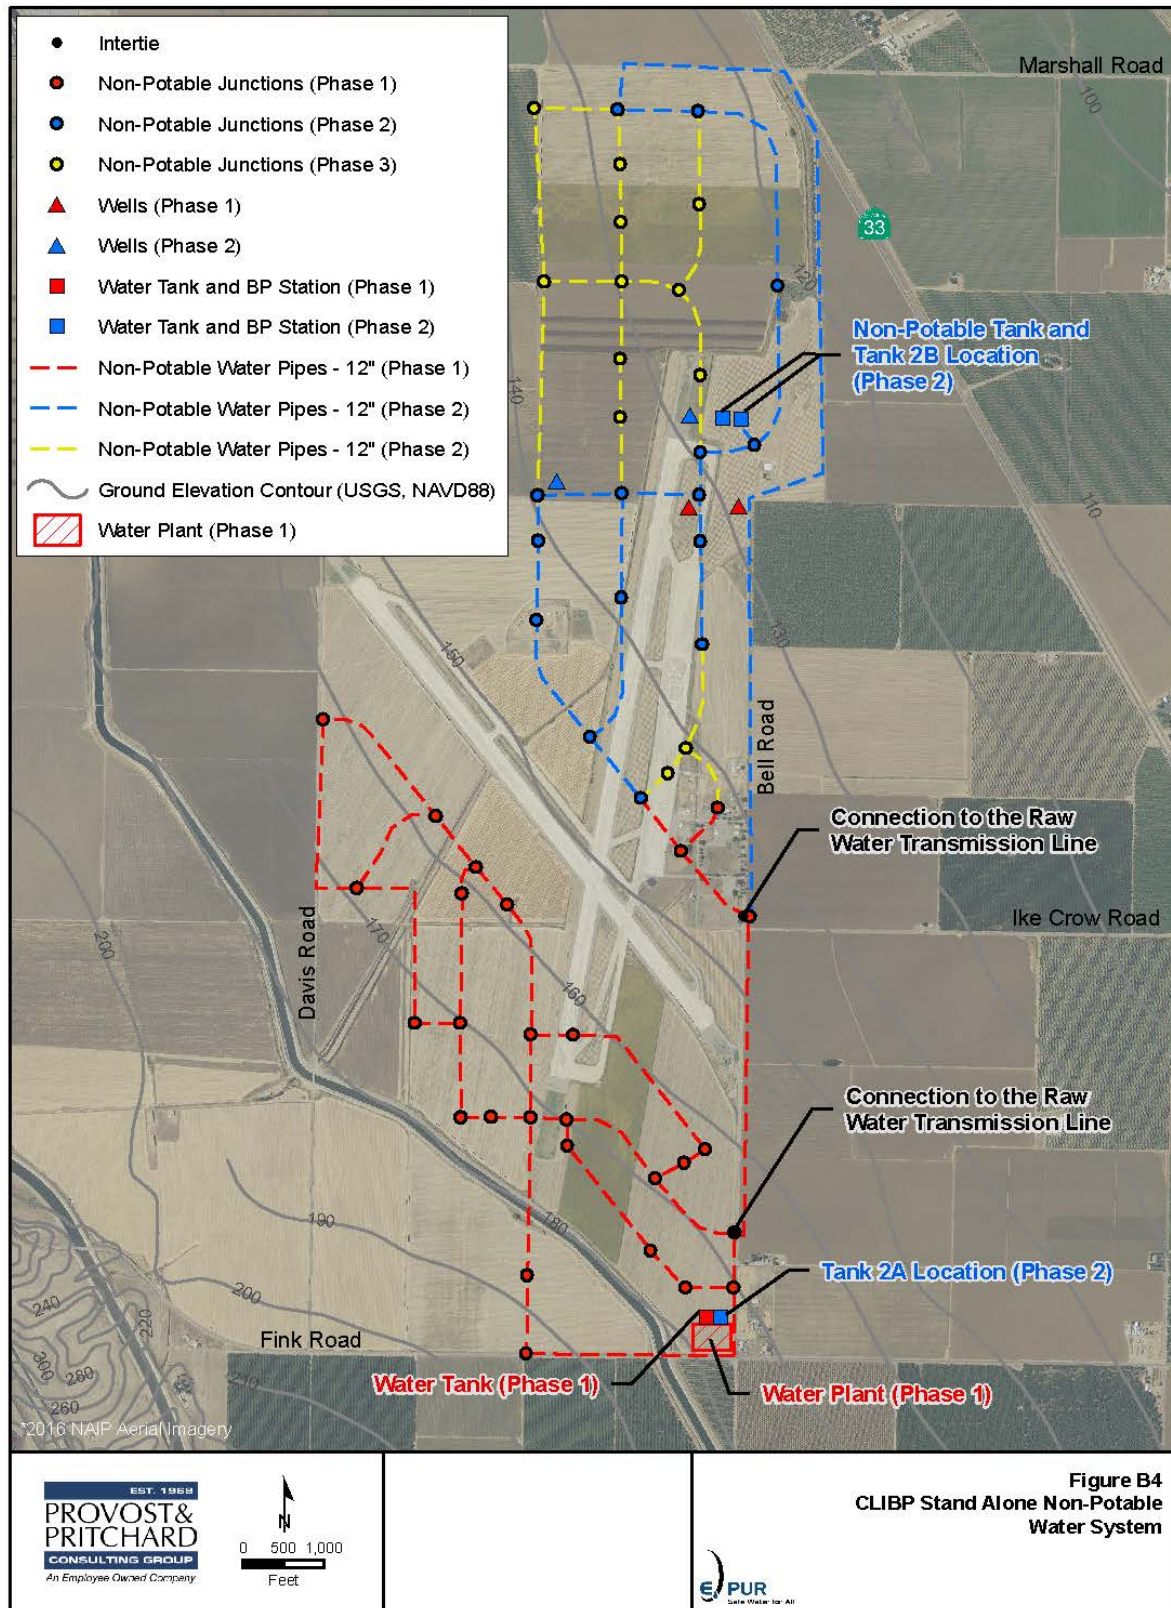 Intertie
Non-Potable Junctions (Phase 1)
Non-Potable Junctions (Phase 2)
Non-Potable Junctions (Phase 3)
Wells (Phase 1)
Wells (Phase 2)
Water Tank and BP Station (Phase 1)
Water Tank and BP Station (Phase 2)
Non-Potable Water Pipes - 12" (Phase 1)
Non-Potable Water Pipes - 12" (Phase 2)
Non-Potable Water Pipes - 12" (Phase 2)
Ground Elevation Contour (USGS, NAVD88)
Water Plant (Phase 1)
Marshall Road
100
33
120
Non-Potable Tank and
Tank 2B Location
(Phase 2)
140
110
130
150
Bell Road
Connection to the Raw
Water Transmission Line
Ike Crow Road
Davis Road
170
200
160
Connection to the Raw
Water Transmission Line
190
180
Tank 2A Location (Phase 2)
200
220
240
300
280
260
210
Fink Road
Water Tank (Phase 1)
Water Plant (Phase 1)
*2016 NAIP Aerial Imagery
EST. 1968
PROVOST&
PRITCHARD
CONSULTING GROUP
An Employee Owned Company
N
0 500 1,000
Feet
E PUR
Safe Water for All
Figure B4
CLIBP Stand Alone Non-Potable
Water System